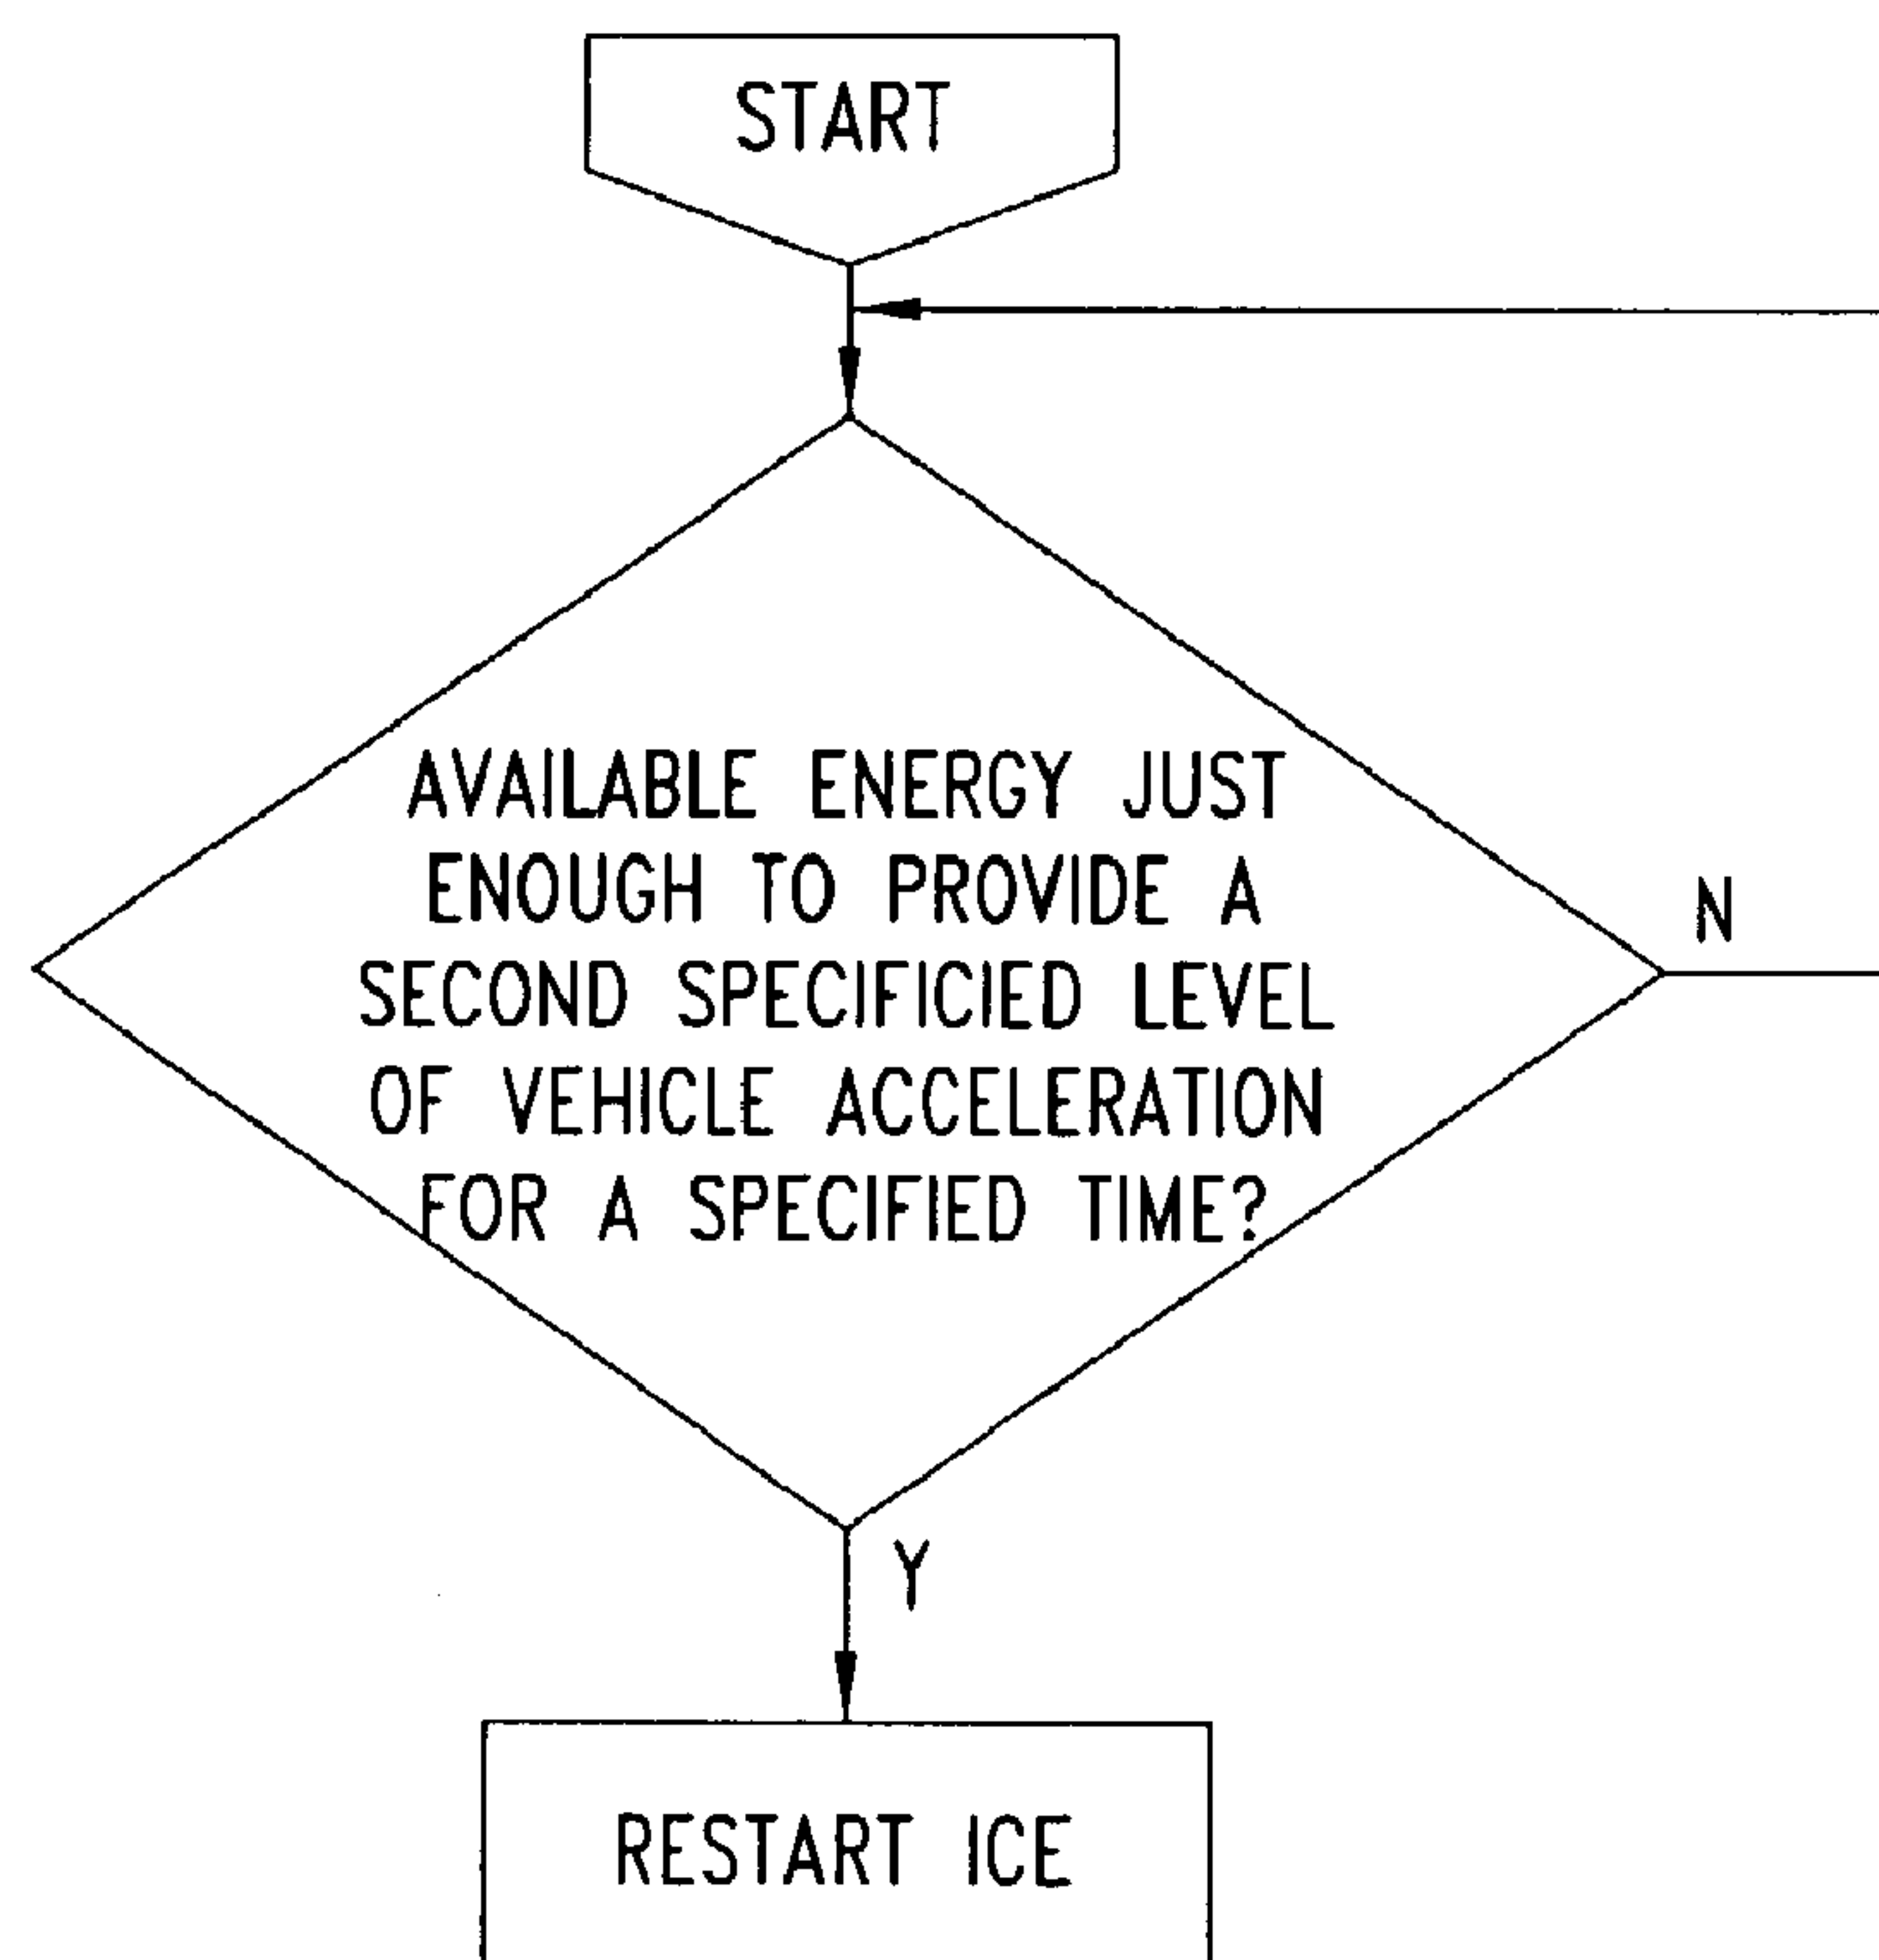 START
AVAILABLE ENERGY JUST
ENOUGH TO PROVIDE A
SECOND SPECIFICIED LEVEL
OF VEHICLE ACCELERATION
FOR A SPECIFIED TIME?
N
Y
RESTART ICE